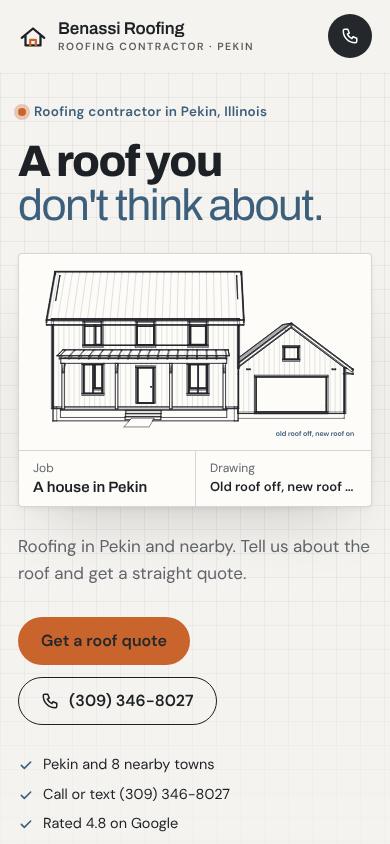 Benassi Roofing
ROOFING CONTRACTOR · PEKIN
Roofing contractor in Pekin, Illinois
A roof you
don't think about.
old roof off, new roof on
Job
A house in Pekin
Drawing
Old roof off, new roof ...
Roofing in Pekin and nearby. Tell us about the
roof and get a straight quote.
Get a roof quote
(309) 346-8027
Pekin and 8 nearby towns
Call or text (309) 346-8027
Rated 4.8 on Google